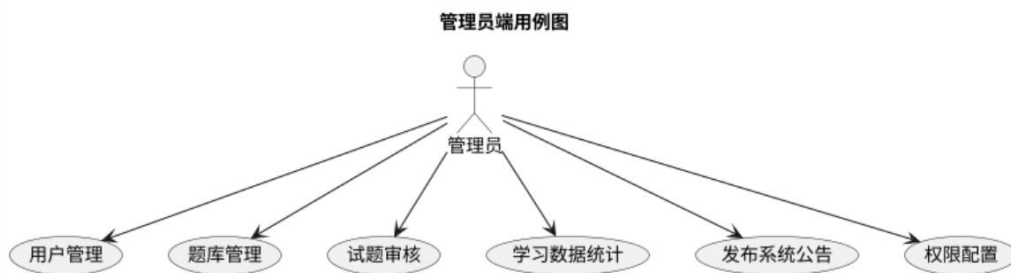 管理员端用例图
管理员
用户管理
题库管理
试题审核
学习数据统计
发布系统公告
权限配置